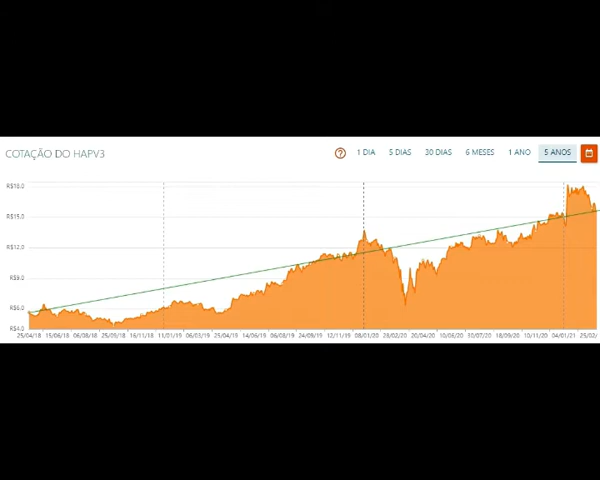 COTAÇÃO DO HAPV3
1 DIA 5 DIAS 30 DIAS 6 MESES 1 ANO 5 ANOS
R$18.0
R$15.0
R$12.0
R$9.0
R$6.0
R$4.0
25/04/18 15/06/18 06/08/18 25/09/18 16/11/18 11/01/19 06/03/19 25/04/19 14/06/19 06/08/19 24/09/19 12/11/19 08/01/20 28/02/20 22/04/20 10/06/20 30/07/20 18/09/20 10/11/20 04/01/21 25/02/